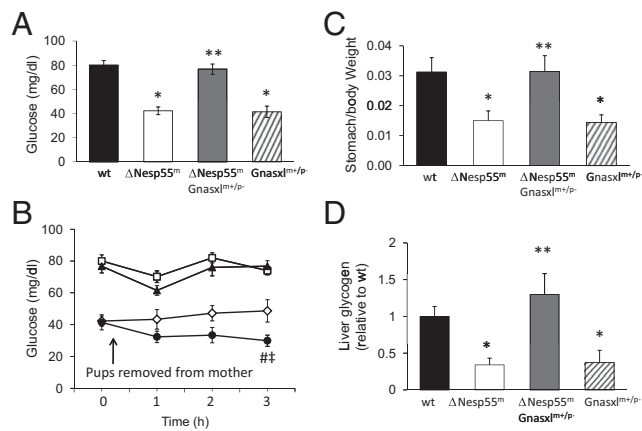 A
Glucose (mg/dl)
100
80
60
40
20
0
*
**
*
wt
ΔNesp55ᵐ
ΔNesp55ᵐ
Gnasxlᵐ⁺/ᵖ⁻
Gnasxlᵐ⁺/ᵖ⁻
B
Glucose (mg/dl)
100
80
60
40
20
0
Pups removed from mother
#‡
0
1
2
3
Time (h)
C
Stomach/body Weight
0.04
0.03
0.02
0.01
0.00
*
**
*
wt
ΔNesp55ᵐ
ΔNesp55ᵐ
Gnasxlᵐ⁺/ᵖ⁻
Gnasxlᵐ⁺/ᵖ⁻
D
Liver glycogen
(relative to wt)
2
1.5
1
0.5
0
*
**
*
wt
ΔNesp55ᵐ
ΔNesp55ᵐ
Gnasxlᵐ⁺/ᵖ⁻
Gnasxlᵐ⁺/ᵖ⁻